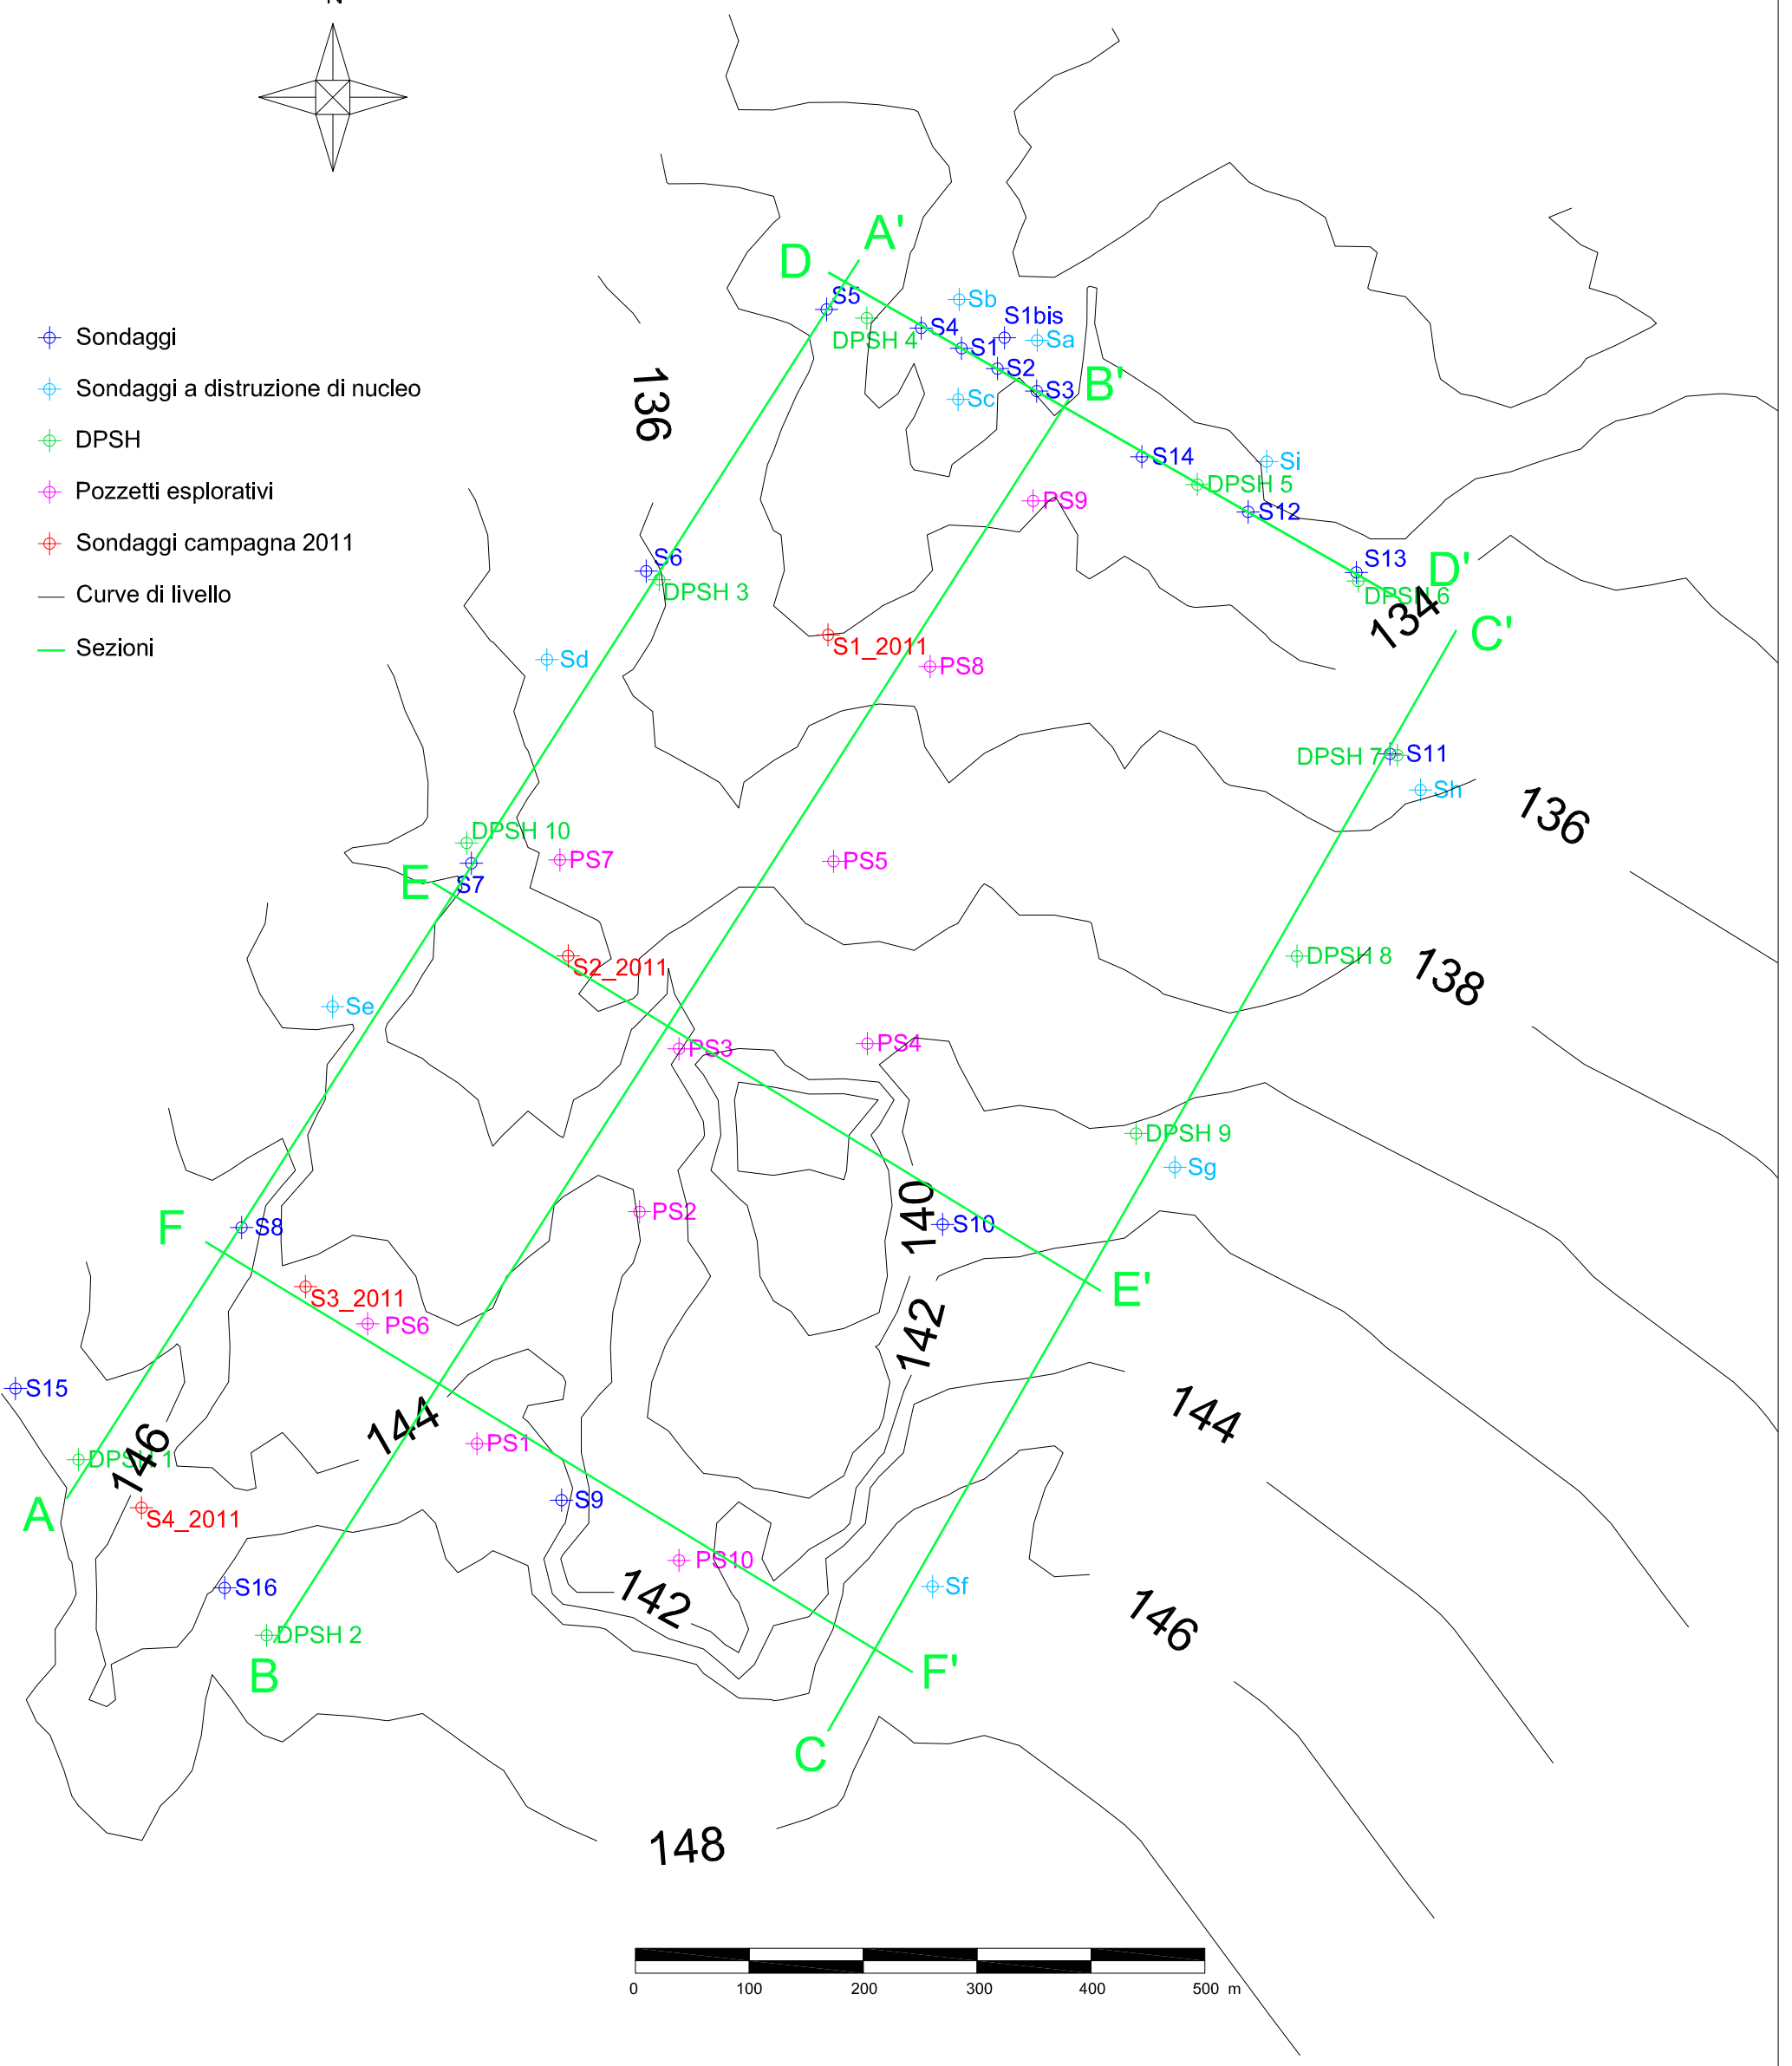 N
A'
D
S5
Sb
S1bis
DPSH 4
S4
Sa
S1
S2
Sc
S3
B'
Sondaggi
Sondaggi a distruzione di nucleo
DPSH
Pozzetti esplorativi
Sondaggi campagna 2011
Curve di livello
Sezioni
136
S14
Si
DPSH 5
PS9
S12
S6
DPSH 3
S13
D'
DPSH 6
134
C'
S1_2011
Sd
PS8
DPSH 7
S11
Sh
136
DPSH 10
PS7
PS5
E
S7
S2_2011
DPSH 8
138
Se
PS3
PS4
DPSH 9
Sg
F
S8
PS2
140
S10
E'
S3_2011
PS6
142
S15
144
144
PS1
146
DPSH 1
A
S4_2011
S9
PS10
S16
142
Sf
146
DPSH 2
B
F'
C
148
0 100 200 300 400 500 m